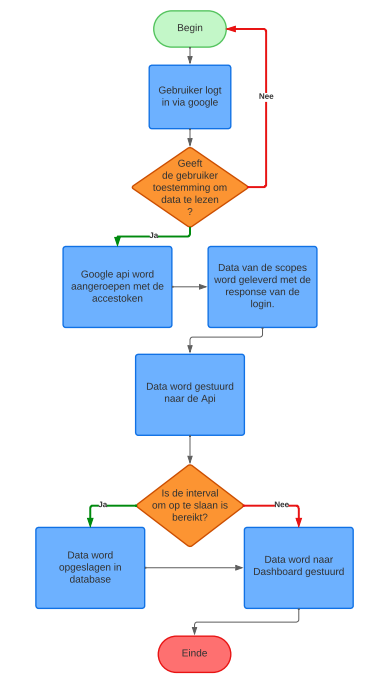 Begin
Gebruiker logt
in via google
Nee
Geeft
de gebruiker
toestemming om
data te lezen
?
Ja
Google api word
aangeroepen met de
accestoken
Data van de scopes
word geleverd met de
response van de
login.
Data word gestuurd
naar de Api
Is de interval
om op te slaan is
bereikt?
Ja
Nee
Data word
opgeslagen in
database
Data word naar
Dashboard gestuurd
Einde